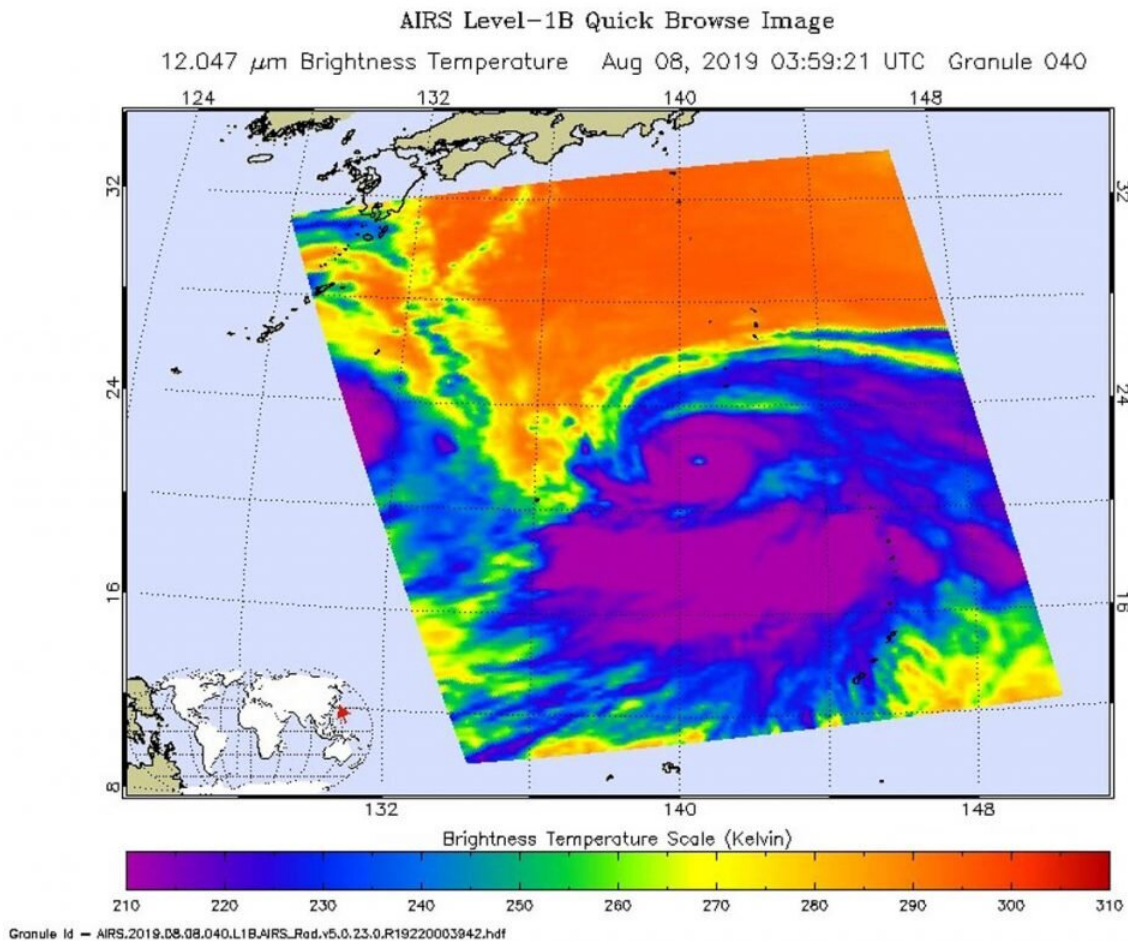 AIRS Level-1B Quick Browse Image
12.047 μm Brightness Temperature Aug 08, 2019 03:59:21 UTC Granule 040
124 132 140 148
32 32
24 24
16 16
8
132 140 148
Brightness Temperature Scale (Kelvin)
210 220 230 240 250 260 270 280 290 300 310
Granule Id – AIRS.2019.08.08.040.L1B.AIRS_Rad.v5.0.23.0.R19220003942.hdf